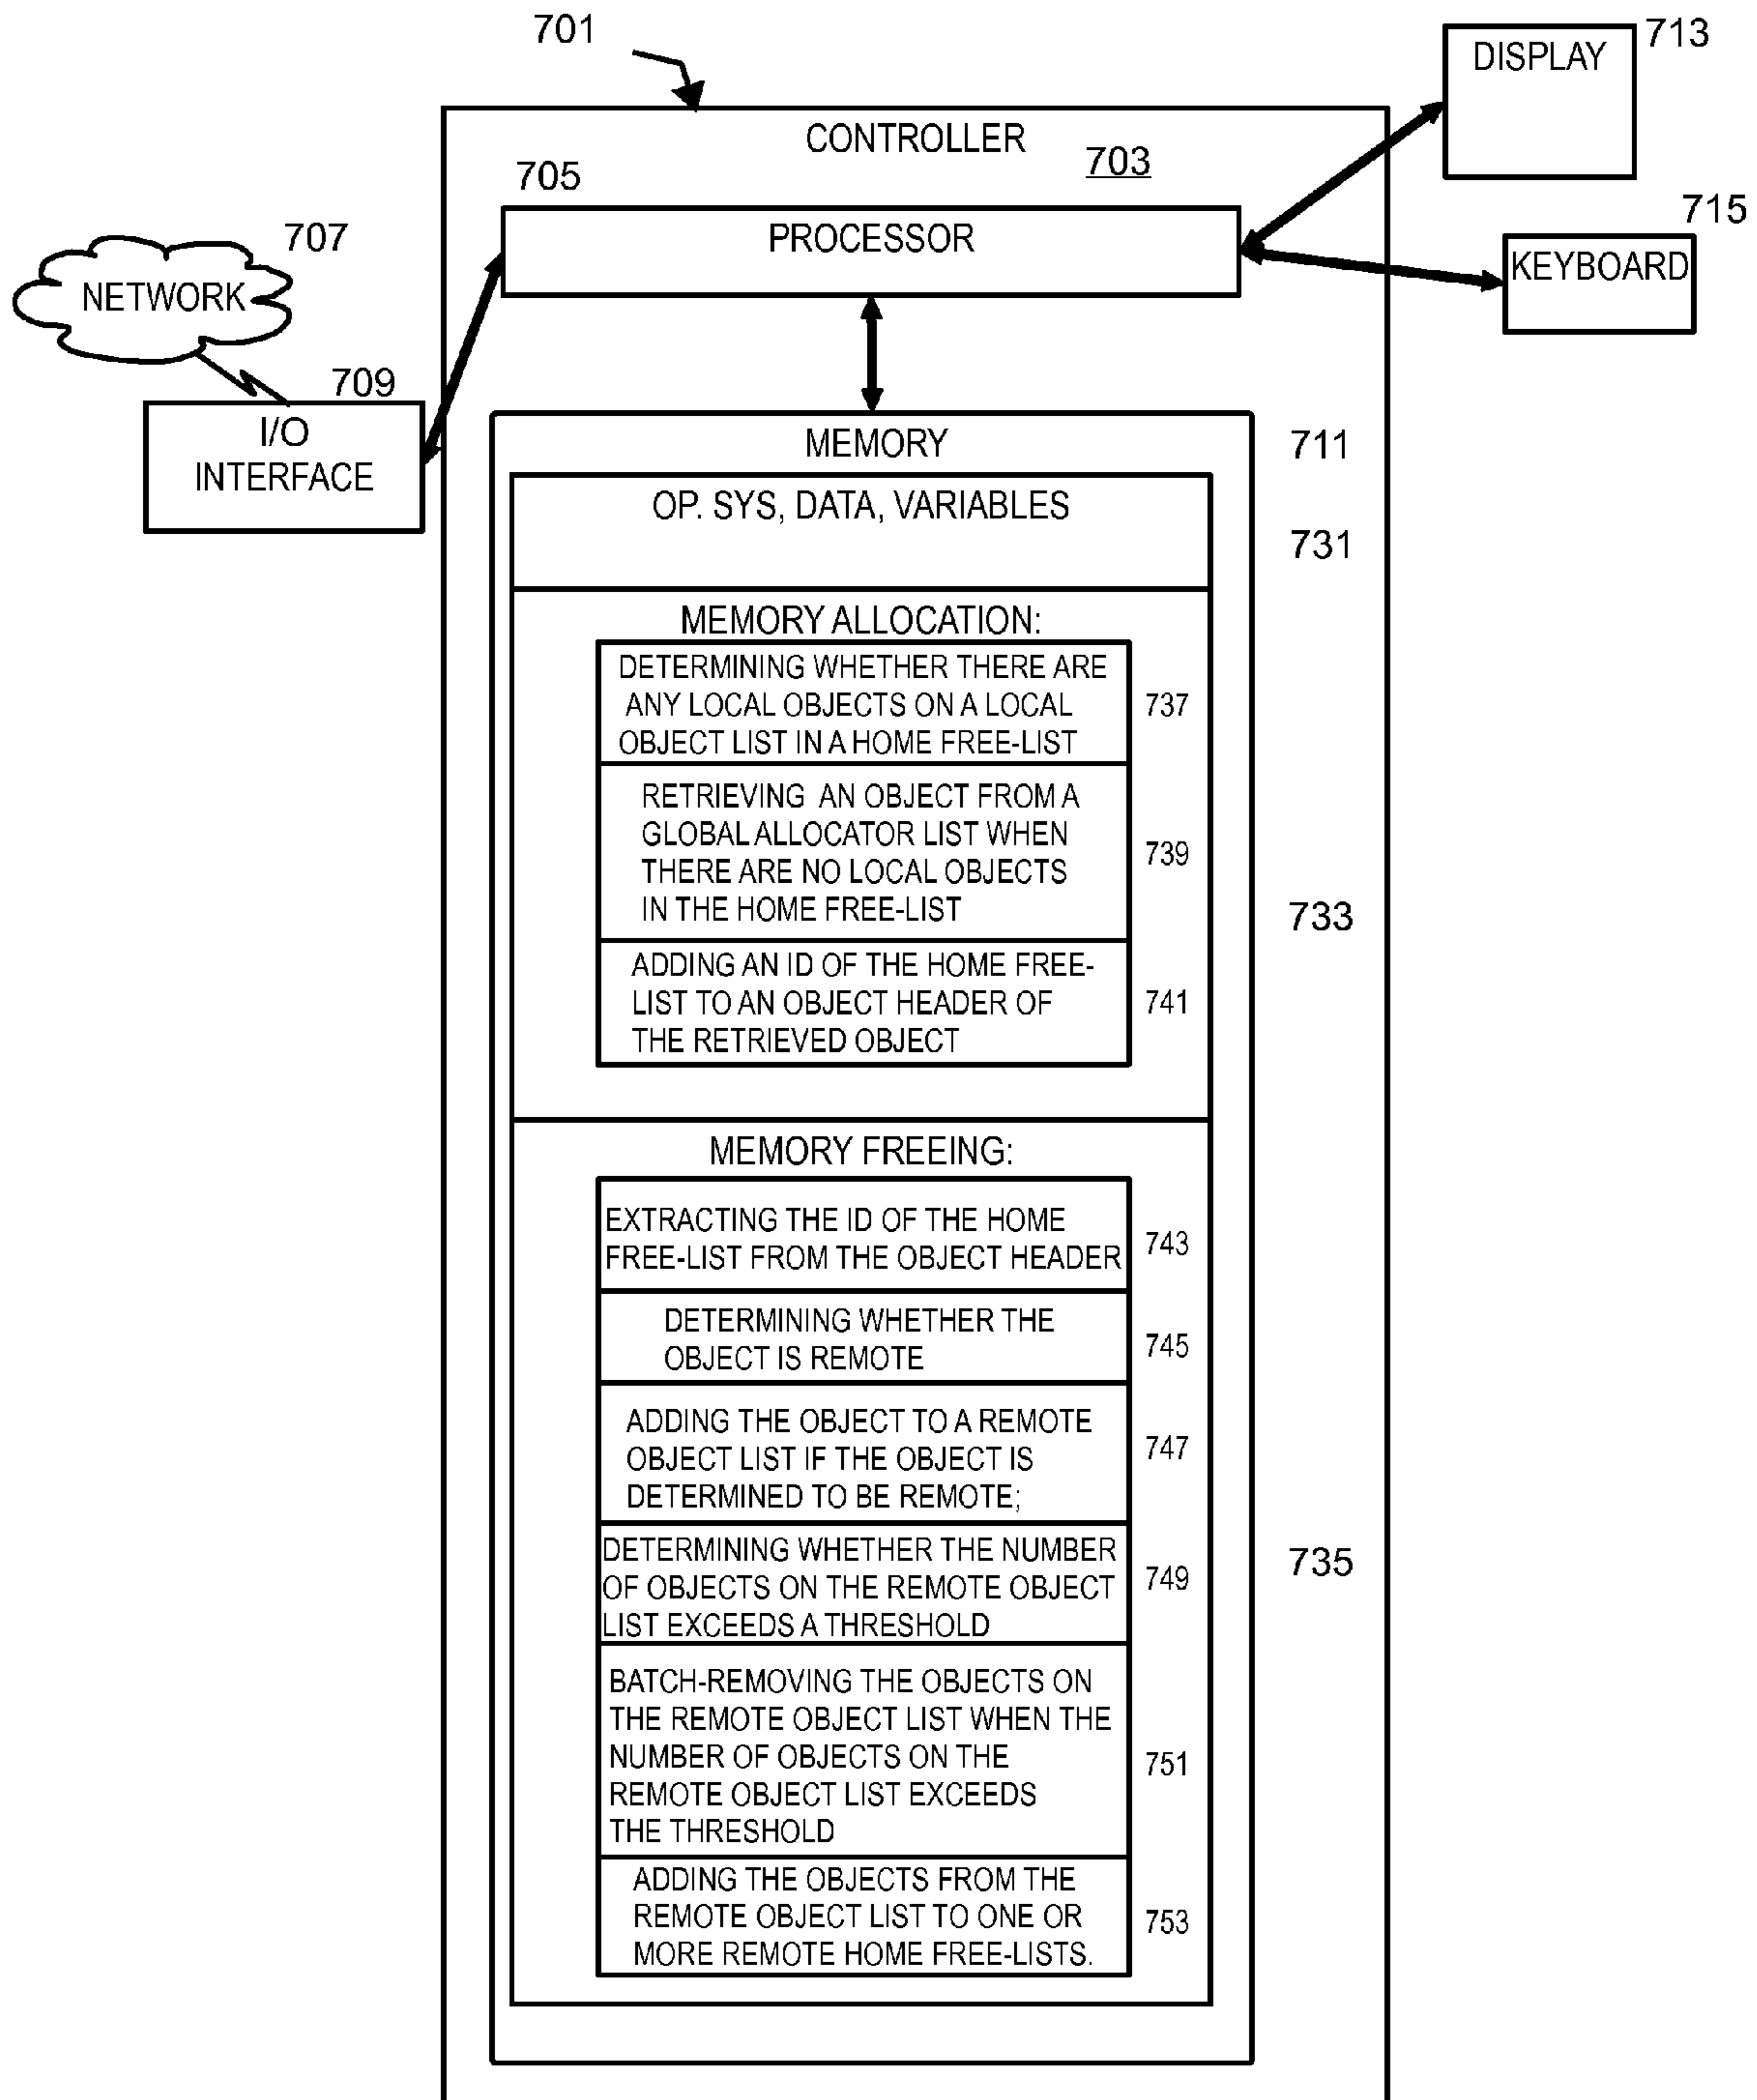 701
DISPLAY
713
CONTROLLER
703
705
PROCESSOR
715
KEYBOARD
707
NETWORK
709
I/O
INTERFACE
MEMORY
711
OP. SYS, DATA, VARIABLES
731
MEMORY ALLOCATION:
DETERMINING WHETHER THERE ARE
ANY LOCAL OBJECTS ON A LOCAL
OBJECT LIST IN A HOME FREE-LIST
737
RETRIEVING AN OBJECT FROM A
GLOBAL ALLOCATOR LIST WHEN
THERE ARE NO LOCAL OBJECTS
IN THE HOME FREE-LIST
739
733
ADDING AN ID OF THE HOME FREE-
LIST TO AN OBJECT HEADER OF
THE RETRIEVED OBJECT
741
MEMORY FREEING:
EXTRACTING THE ID OF THE HOME
FREE-LIST FROM THE OBJECT HEADER
743
DETERMINING WHETHER THE
OBJECT IS REMOTE
745
ADDING THE OBJECT TO A REMOTE
OBJECT LIST IF THE OBJECT IS
DETERMINED TO BE REMOTE;
747
DETERMINING WHETHER THE NUMBER
OF OBJECTS ON THE REMOTE OBJECT
LIST EXCEEDS A THRESHOLD
749
735
BATCH-REMOVING THE OBJECTS ON
THE REMOTE OBJECT LIST WHEN THE
NUMBER OF OBJECTS ON THE
REMOTE OBJECT LIST EXCEEDS
THE THRESHOLD
751
ADDING THE OBJECTS FROM THE
REMOTE OBJECT LIST TO ONE OR
MORE REMOTE HOME FREE-LISTS.
753